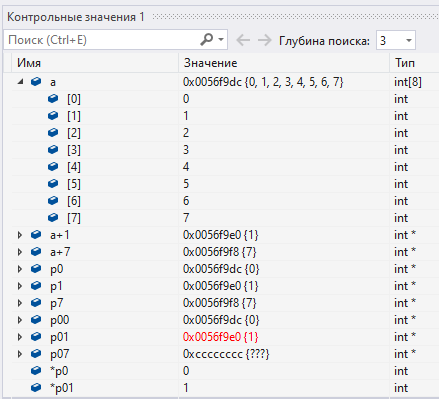 Контрольные значения 1
Поиск (Ctrl+E) Глубина поиска: 3
Имя Значение Тип
a 0x0056f9dc {0, 1, 2, 3, 4, 5, 6, 7} int[8]
[0] 0 int
[1] 1 int
[2] 2 int
[3] 3 int
[4] 4 int
[5] 5 int
[6] 6 int
[7] 7 int
a+1 0x0056f9e0 {1} int *
a+7 0x0056f9f8 {7} int *
p0 0x0056f9dc {0} int *
p1 0x0056f9e0 {1} int *
p7 0x0056f9f8 {7} int *
p00 0x0056f9dc {0} int *
p01 0x0056f9e0 {1} int *
p07 0xcccccccc {???} int *
*p0 0 int
*p01 1 int